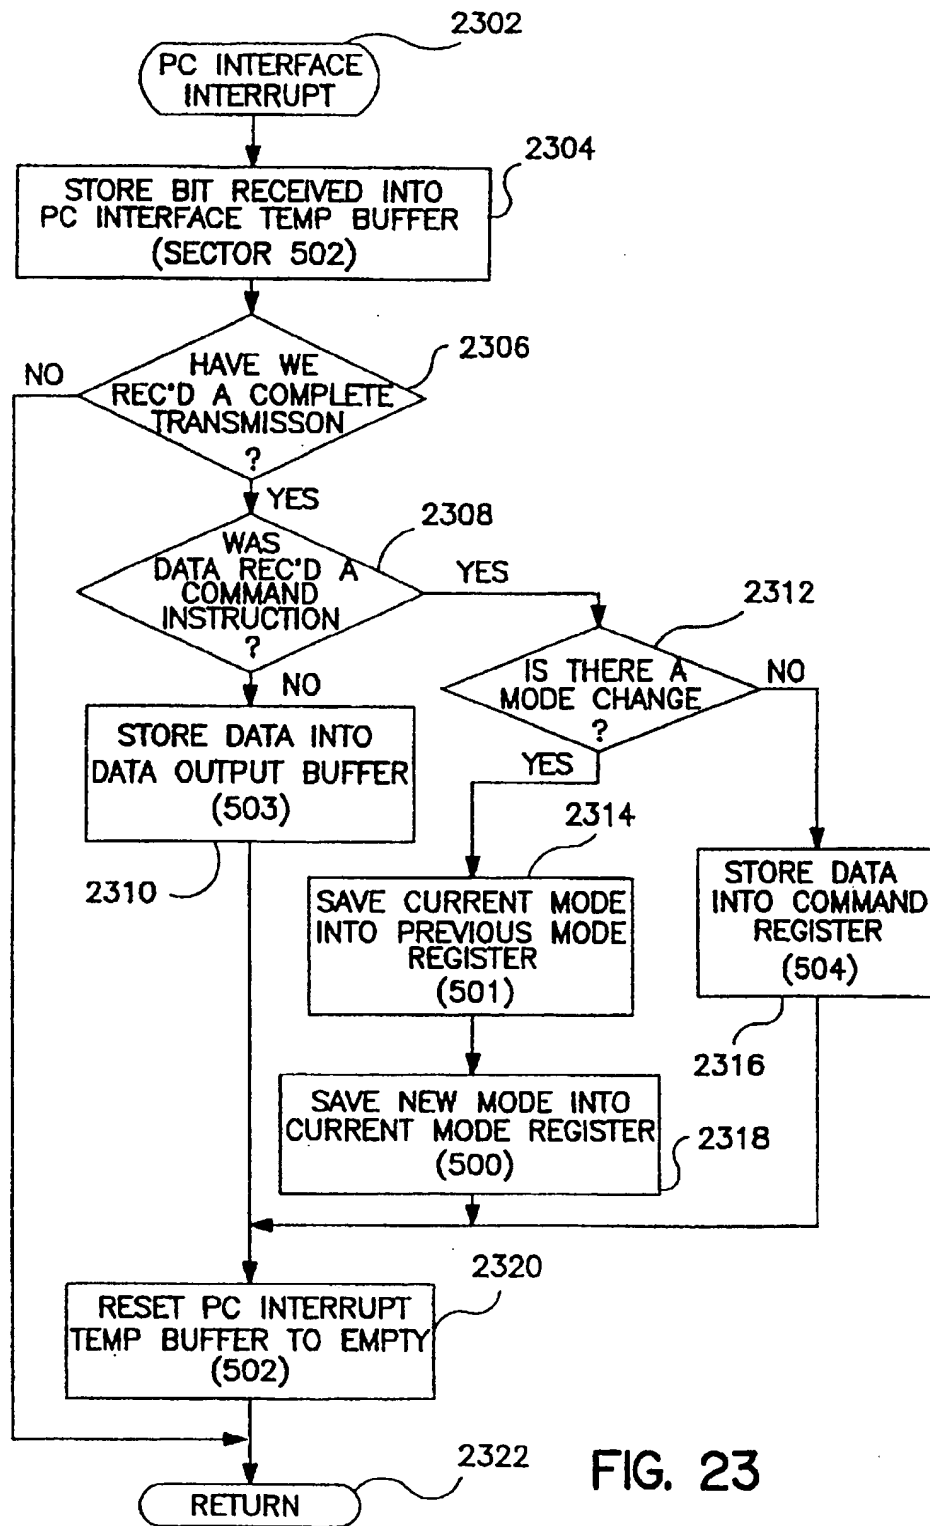 2302
PC INTERFACE
INTERRUPT
2304
STORE BIT RECEIVED INTO
PC INTERFACE TEMP BUFFER
(SECTOR 502)
2306
NO
HAVE WE
REC'D A COMPLETE
TRANSMISSON
?
YES
2308
WAS
DATA REC'D A
COMMAND
INSTRUCTION
?
YES
2312
NO
IS THERE A
MODE CHANGE
?
NO
YES
STORE DATA INTO
DATA OUTPUT BUFFER
(503)
2310
2314
SAVE CURRENT MODE
INTO PREVIOUS MODE
REGISTER
(501)
STORE DATA
INTO COMMAND
REGISTER
(504)
2316
SAVE NEW MODE INTO
CURRENT MODE REGISTER
(500)
2318
2320
RESET PC INTERRUPT
TEMP BUFFER TO EMPTY
(502)
2322
RETURN
FIG. 23